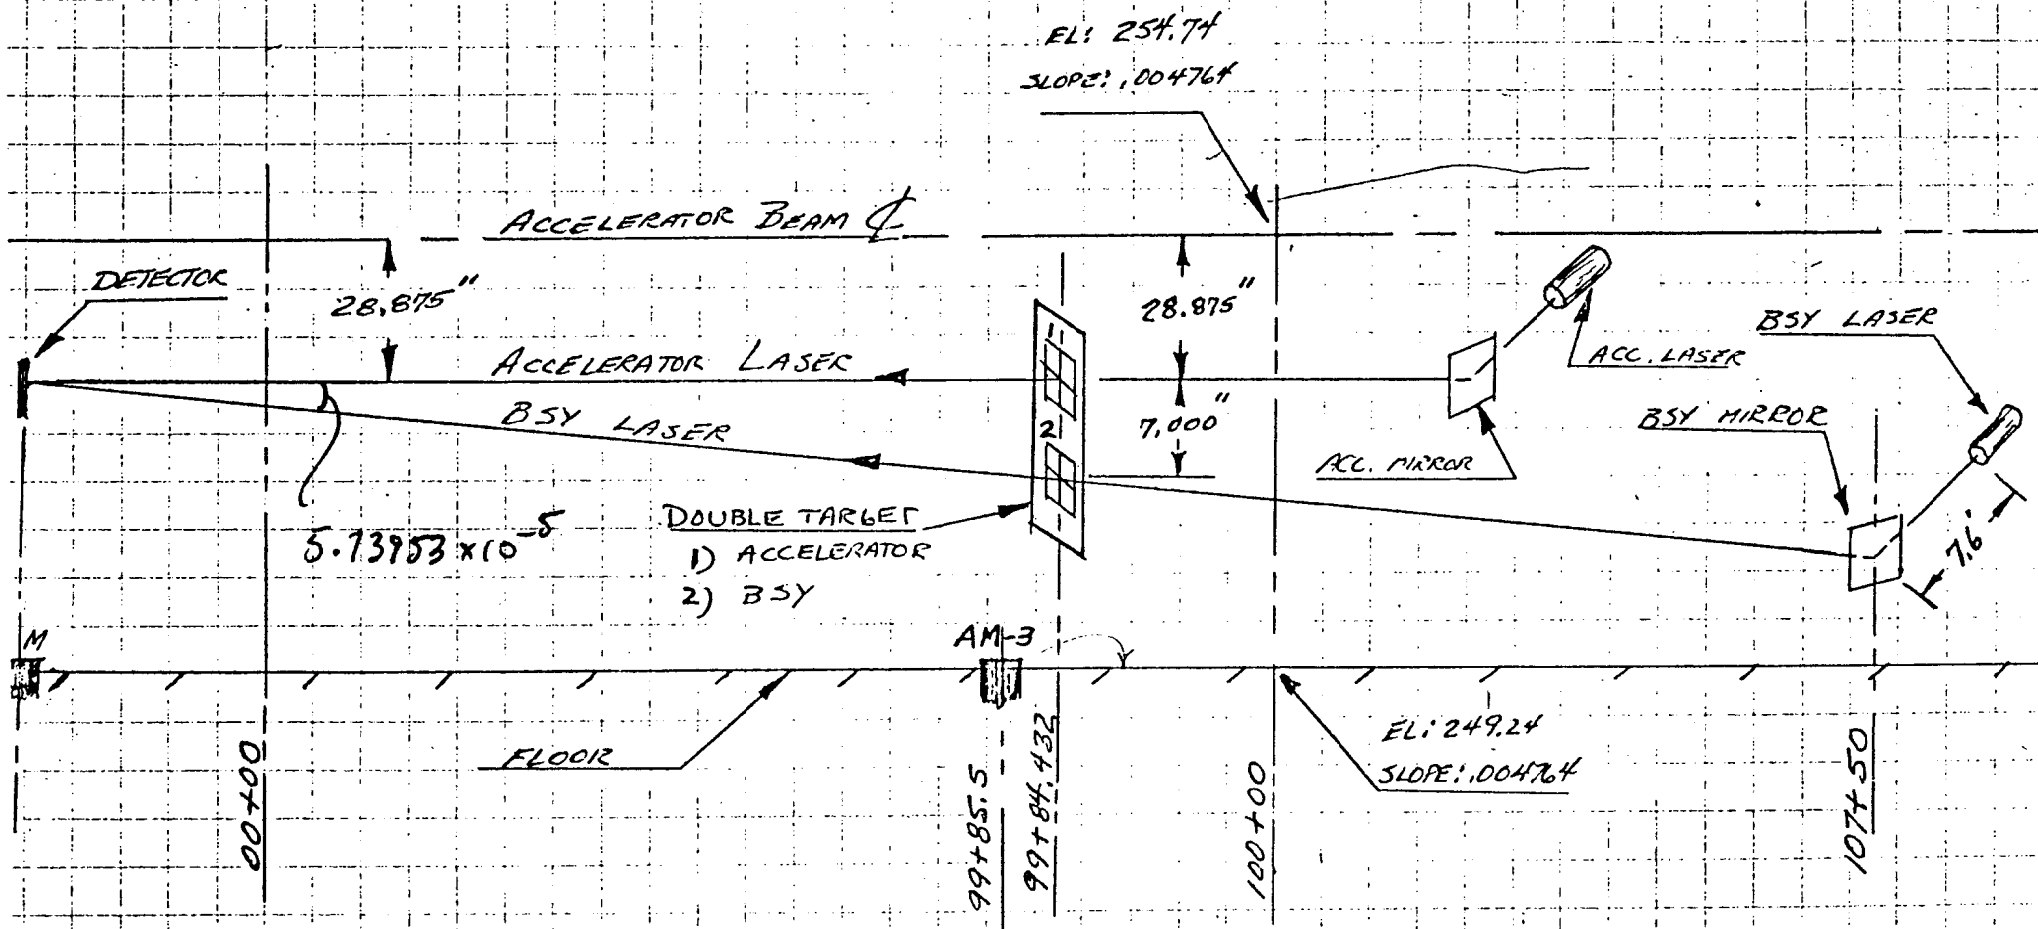 EL: 254.74
SLOPE: .004764
ACCELERATOR BEAM ℄
DETECTOR
28.875"
28.875"
BSY LASER
ACCELERATOR LASER
ACC. LASER
1
BSY LASER
2
7.000"
BSY MIRROR
ACC. MIRROR
7.6'
5.73953 x10-5
DOUBLE TARGET
1) ACCELERATOR
2) BSY
M
AM-3
FLOOR
EL: 249.24
SLOPE: .004764
00+00
99+85.5
99+84.432
100+00
107+50